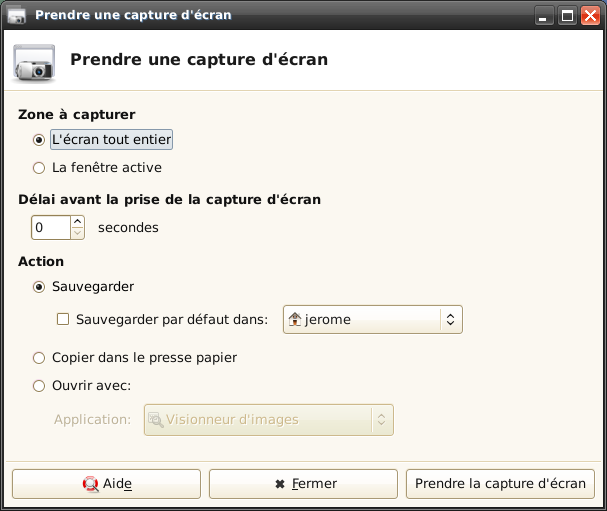 Prendre une capture d'écran
Prendre une capture d'écran
Zone à capturer
L'écran tout entier
La fenêtre active
Délai avant la prise de la capture d'écran
0 secondes
Action
Sauvegarder
Sauvegarder par défaut dans: jerome
Copier dans le presse papier
Ouvrir avec:
Application: Visionneur d'images
Aide Fermer Prendre la capture d'écran